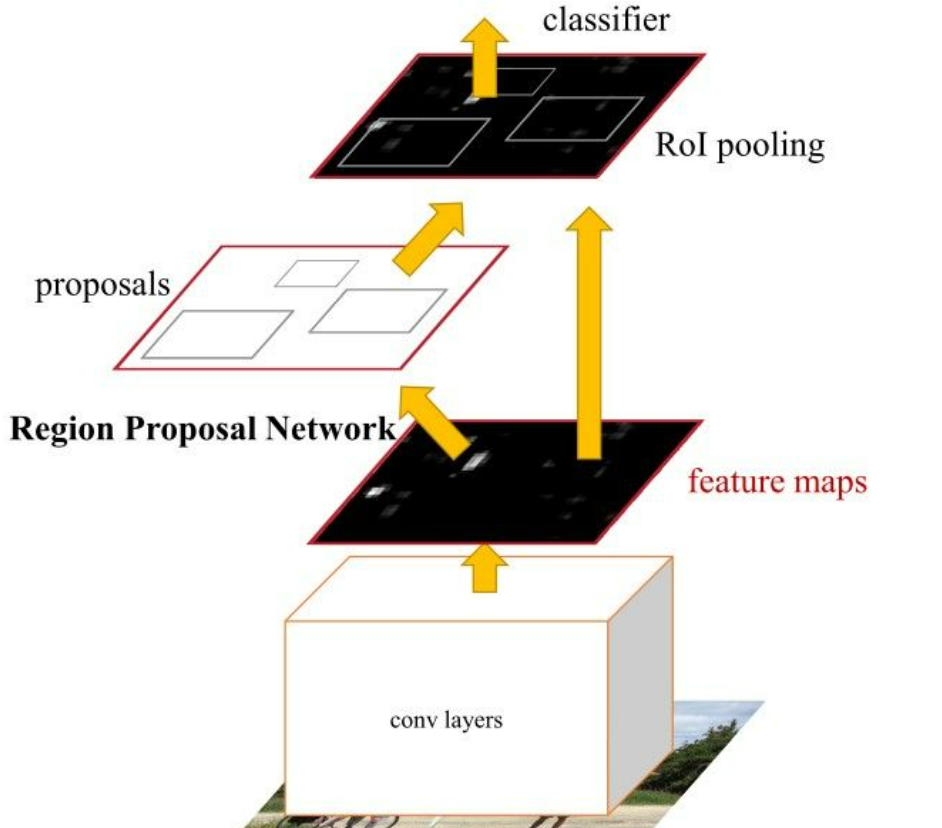 classifier
RoI pooling
proposals
Region Proposal Network
feature maps
conv layers